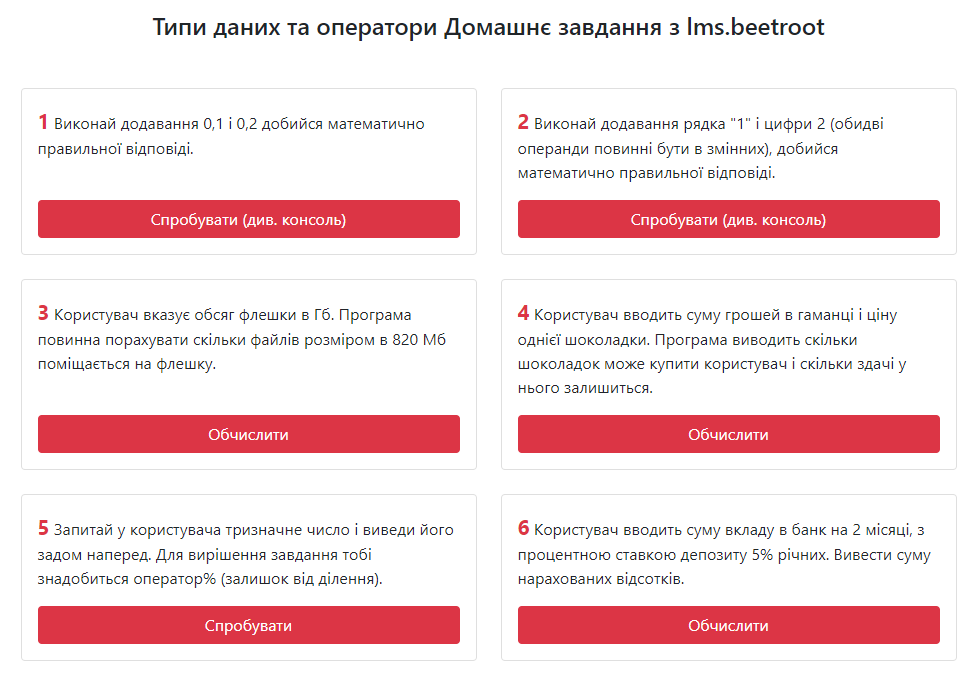 Типи даних та оператори Домашнє завдання з lms.beetroot
1 Виконай додавання 0,1 і 0,2 добийся математично
правильної відповіді.
Спробувати (див. консоль)
2 Виконай додавання рядка "1" і цифри 2 (обидві
операнди повинні бути в змінних), добийся
математично правильної відповіді.
Спробувати (див. консоль)
3 Користувач вказує обсяг флешки в Гб. Програма
повинна порахувати скільки файлів розміром в 820 Мб
поміщається на флешку.
Обчислити
4 Користувач вводить суму грошей в гаманці і ціну
однієї шоколадки. Програма виводить скільки
шоколадок може купити користувач і скільки здачі у
нього залишиться.
Обчислити
5 Запитай у користувача тризначне число і виведи його
задом наперед. Для вирішення завдання тобі
знадобиться оператор% (залишок від ділення).
Спробувати
6 Користувач вводить суму вкладу в банк на 2 місяці, з
процентною ставкою депозиту 5% річних. Вивести суму
нарахованих відсотків.
Обчислити